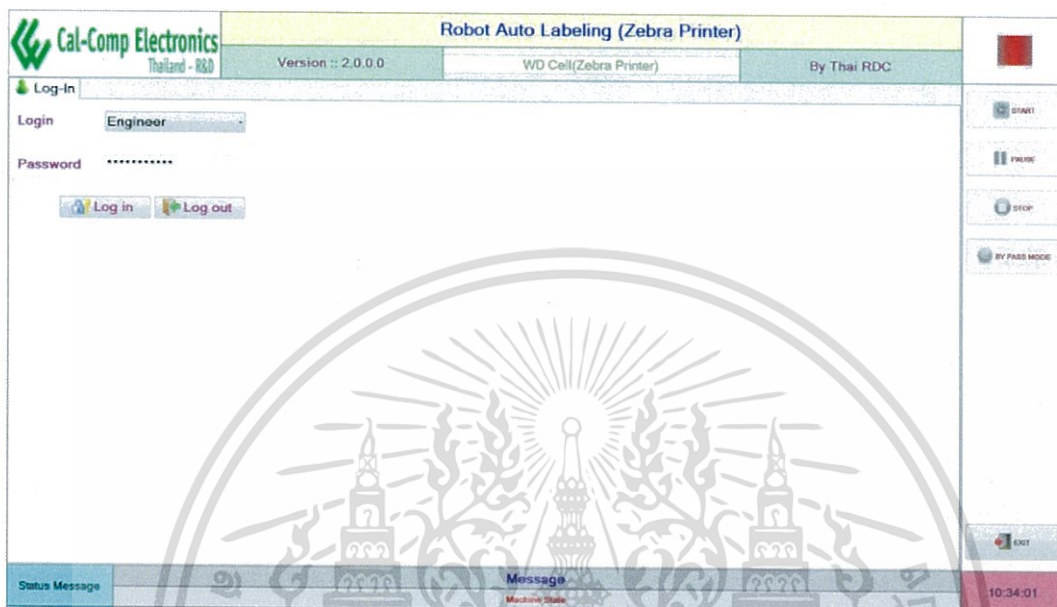 Cal-Comp Electronics
Thailand - R&D
Robot Auto Labeling (Zebra Printer)
Version :: 2.0.0.0
WD Cell(Zebra Printer)
By Thai RDC
Log-In
Login
Engineer
Password
•••••••••••
Log in
Log out
START
PAUSE
STOP
BY PASS MODE
EXIT
Status Message
Message
Machine State
10:34:01